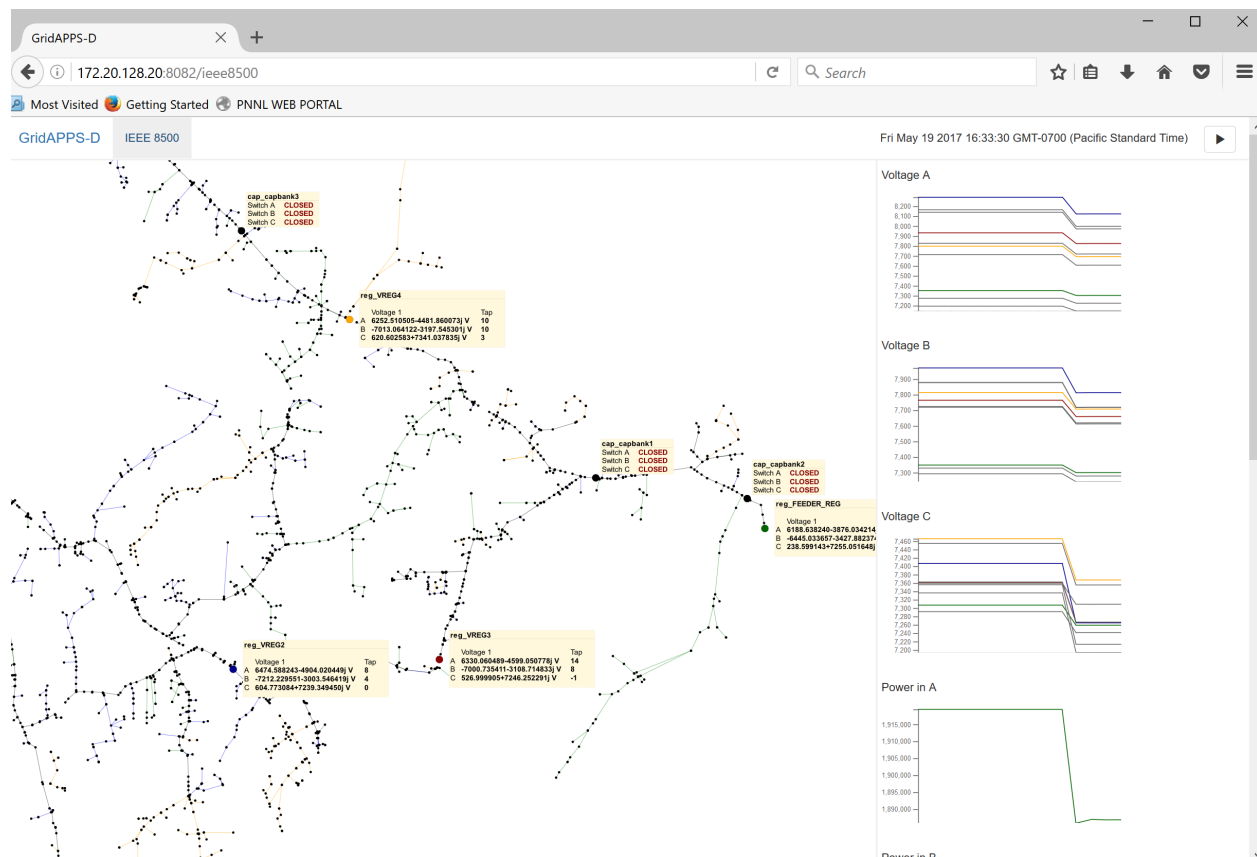 GridAPPS-D
172.20.128.20:8082/ieee8500
Search
Most Visited Getting Started PNNL WEB PORTAL
GridAPPS-D IEEE 8500 Fri May 19 2017 16:33:30 GMT-0700 (Pacific Standard Time)
cap_capbank3
Switch A CLOSED
Switch B CLOSED
Switch C CLOSED
reg_VREG4
Voltage 1 Tap
A 6252.510505-4481.860073j V 10
B -7013.064122-3197.545301j V 10
C 620.602583+7341.037835j V 3
cap_capbank1
Switch A CLOSED
Switch B CLOSED
Switch C CLOSED
cap_capbank2
Switch A CLOSED
Switch B CLOSED
Switch C CLOSED
reg_FEEDER_REG
Voltage 1
A 6188.638240-3876.034214
B -6445.033657-3427.882374
C 238.599143+7255.051648j
reg_VREG2
Voltage 1 Tap
A 6474.588243-4904.020449j V 8
B -7212.229551-3003.546419j V 4
C 604.773084+7239.349450j V 0
reg_VREG3
Voltage 1 Tap
A 6330.060489-4599.050778j V 14
B -7000.735411-3108.714833j V 8
C 526.999905+7246.252291j V -1
Voltage A
8,200
8,100
8,000
7,900
7,800
7,700
7,600
7,500
7,400
7,300
7,200
Voltage B
7,900
7,800
7,700
7,600
7,500
7,400
7,300
Voltage C
7,460
7,440
7,420
7,400
7,380
7,360
7,340
7,320
7,300
7,280
7,260
7,240
7,220
7,200
Power in A
1,915,000
1,910,000
1,905,000
1,900,000
1,895,000
1,890,000
Power in B